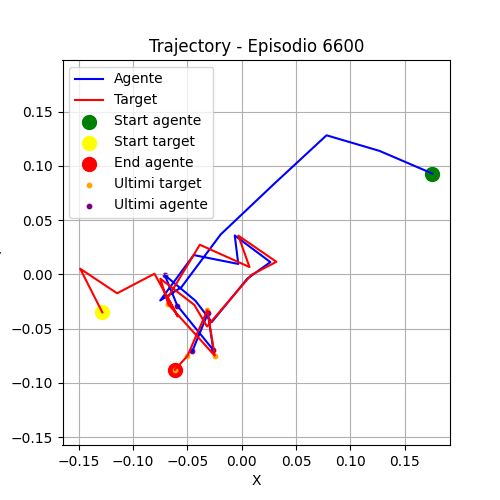 Trajectory - Episodio 6600
Agente
Target
Start agente
Start target
End agente
Ultimi target
Ultimi agente
0.15
0.10
0.05
0.00
−0.05
−0.10
−0.15
−0.15
−0.10
−0.05
0.00
0.05
0.10
0.15
X